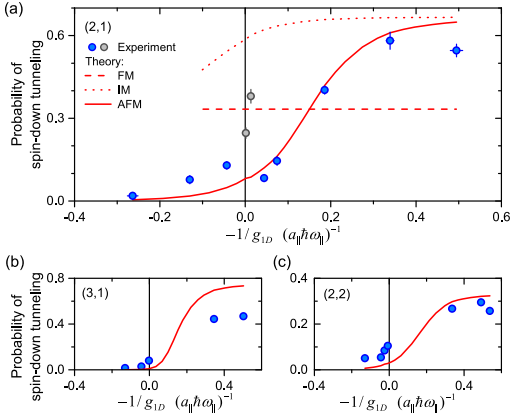 (a)
(2,1)
Experiment
Theory:
FM
IM
AFM
Probability of
spin-down tunneling
0.6
0.3
0.0
-0.4 -0.2 0.0 0.2 0.4 0.6
−1/g1D (a||ħω||)−1
(b)
(3,1)
Probability of
spin-down tunneling
0.8
0.4
0.0
-0.4 0.0 0.4
−1/g1D (a||ħω||)−1
(c)
(2,2)
0.4
0.2
0.0
-0.4 0.0 0.4
−1/g1D (a||ħω||)−1